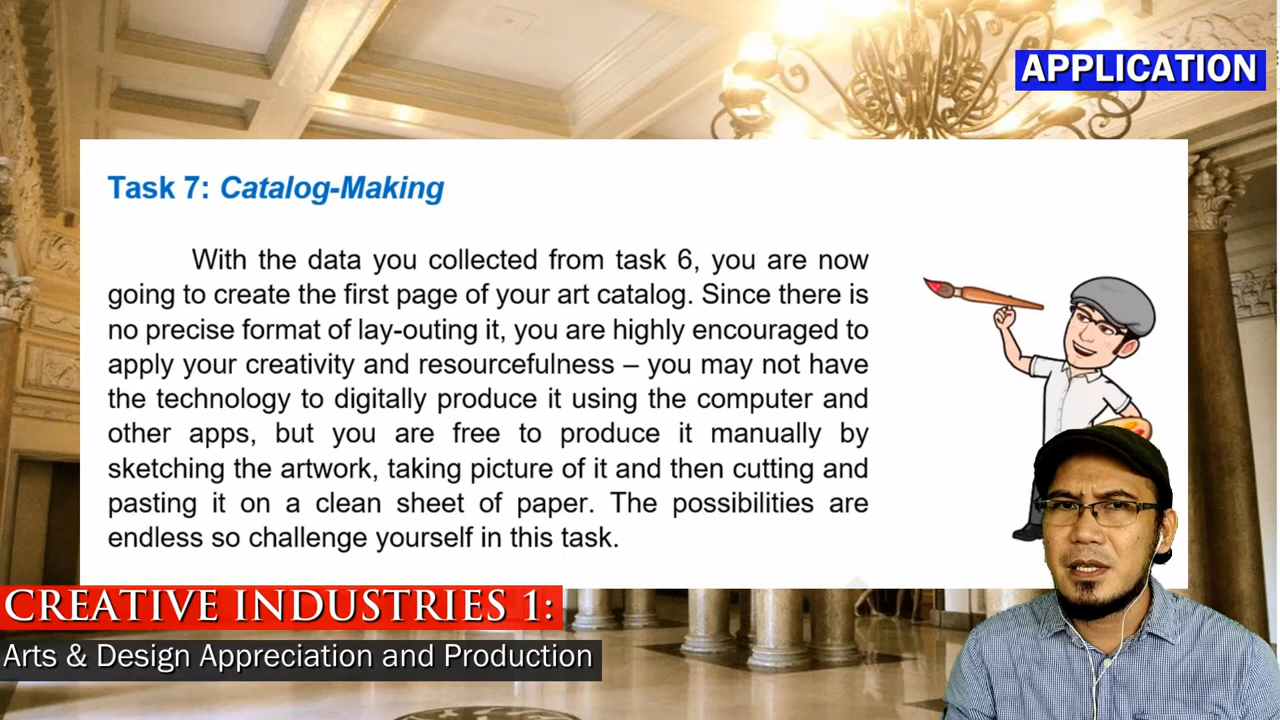 APPLICATION
Task 7: Catalog-Making
With the data you collected from task 6, you are now
going to create the first page of your art catalog. Since there is
no precise format of lay-outing it, you are highly encouraged to
apply your creativity and resourcefulness – you may not have
the technology to digitally produce it using the computer and
other apps, but you are free to produce it manually by
sketching the artwork, taking picture of it and then cutting and
pasting it on a clean sheet of paper. The possibilities are
endless so challenge yourself in this task.
CREATIVE INDUSTRIES 1:
Arts & Design Appreciation and Production